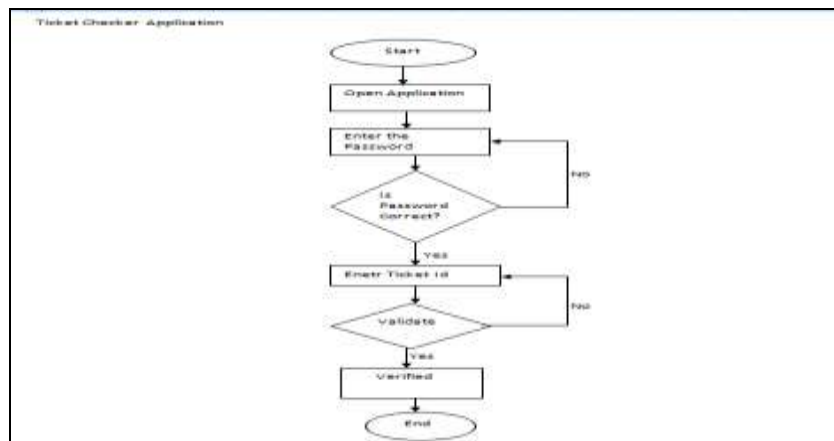 Ticket Checker Application
Start
Open Application
Enter the
Password
No
Is
Password
Correct?
Yes
Enetr Ticket id
No
Validate
Yes
Verified
End